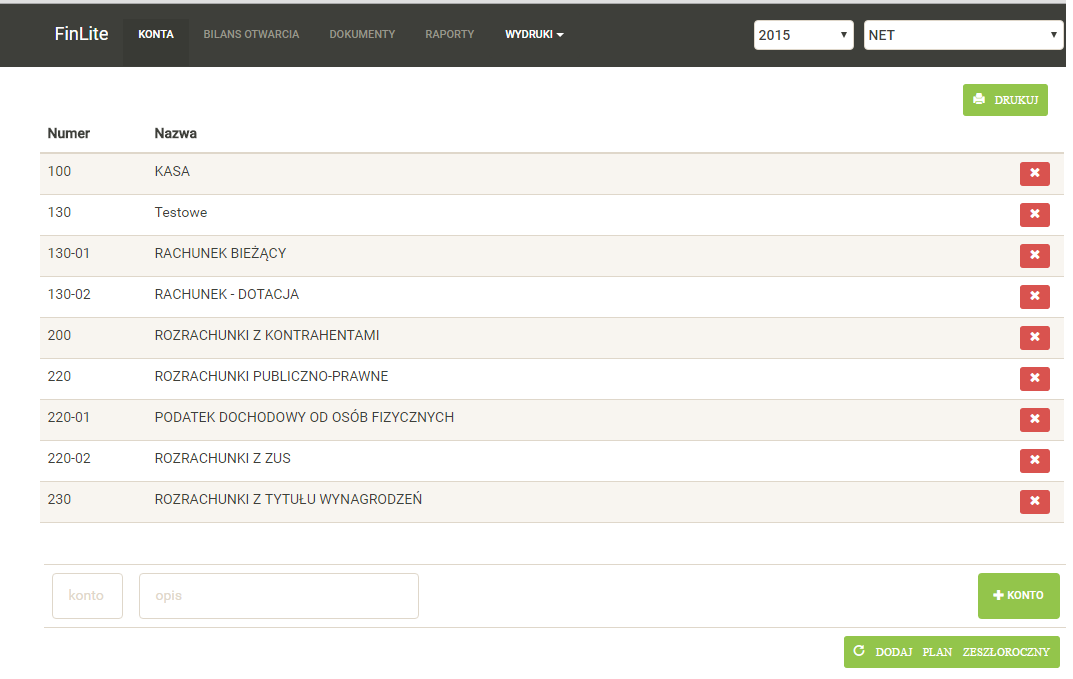 FinLite KONTA BILANS OTWARCIA DOKUMENTY RAPORTY WYDRUKI 2015 NET
DRUKUJ
Numer Nazwa
100 KASA
130 Testowe
130-01 RACHUNEK BIEŻĄCY
130-02 RACHUNEK - DOTACJA
200 ROZRACHUNKI Z KONTRAHENTAMI
220 ROZRACHUNKI PUBLICZNO-PRAWNE
220-01 PODATEK DOCHODOWY OD OSÓB FIZYCZNYCH
220-02 ROZRACHUNKI Z ZUS
230 ROZRACHUNKI Z TYTUŁU WYNAGRODZEŃ
konto opis KONTO
DODAJ PLAN ZESZŁOROCZNY